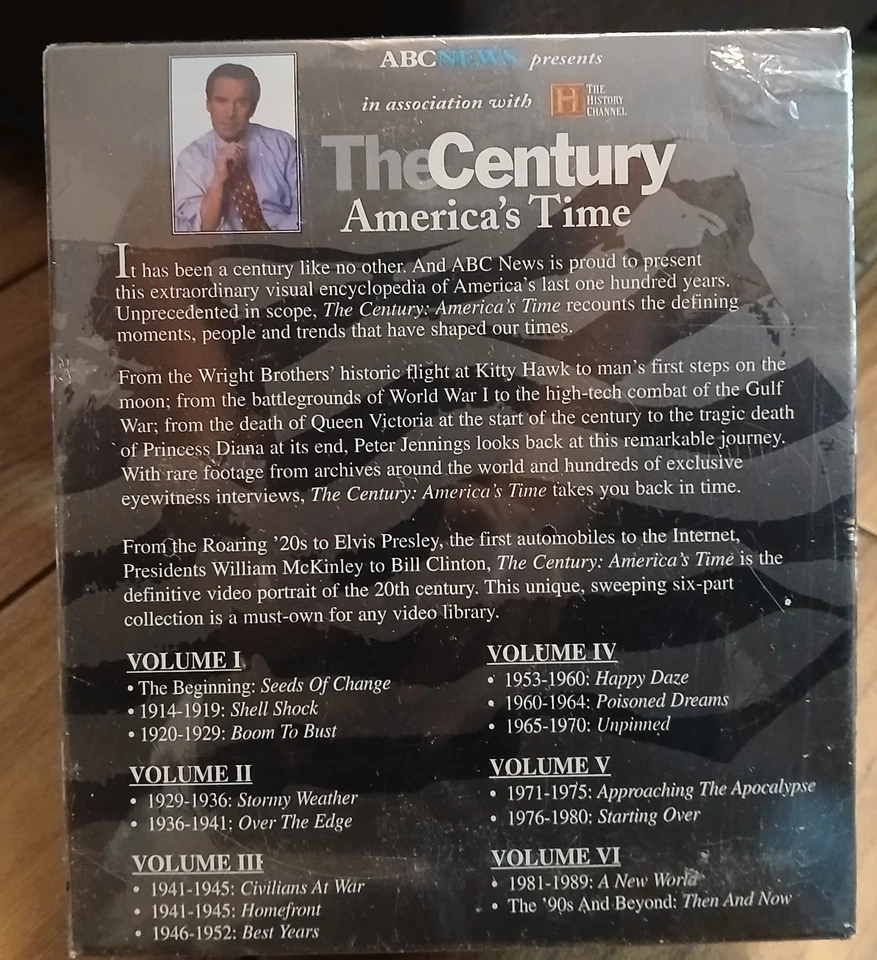 ABCNEWS presents
in association with
THE
HISTORY
CHANNEL
H
The Century
America's Time
It has been a century like no other. And ABC News is proud to present
this extraordinary visual encyclopedia of America's last one hundred years.
Unprecedented in scope, The Century: America's Time recounts the defining
moments, people and trends that have shaped our times.
From the Wright Brothers' historic flight at Kitty Hawk to man's first steps on the
moon; from the battlegrounds of World War I to the high-tech combat of the Gulf
War; from the death of Queen Victoria at the start of the century to the tragic death
of Princess Diana at its end, Peter Jennings looks back at this remarkable journey.
With rare footage from archives around the world and hundreds of exclusive
eyewitness interviews, The Century: America's Time takes you back in time.
From the Roaring '20s to Elvis Presley, the first automobiles to the Internet,
Presidents William McKinley to Bill Clinton, The Century: America's Time is the
definitive video portrait of the 20th century. This unique, sweeping six-part
collection is a must-own for any video library.
VOLUME I
• The Beginning: Seeds Of Change
• 1914-1919: Shell Shock
• 1920-1929: Boom To Bust
VOLUME II
• 1929-1936: Stormy Weather
• 1936-1941: Over The Edge
VOLUME III
• 1941-1945: Civilians At War
• 1941-1945: Homefront
• 1946-1952: Best Years
VOLUME IV
• 1953-1960: Happy Daze
• 1960-1964: Poisoned Dreams
• 1965-1970: Unpinned
VOLUME V
• 1971-1975: Approaching The Apocalypse
• 1976-1980: Starting Over
VOLUME VI
• 1981-1989: A New World
• The '90s And Beyond: Then And Now